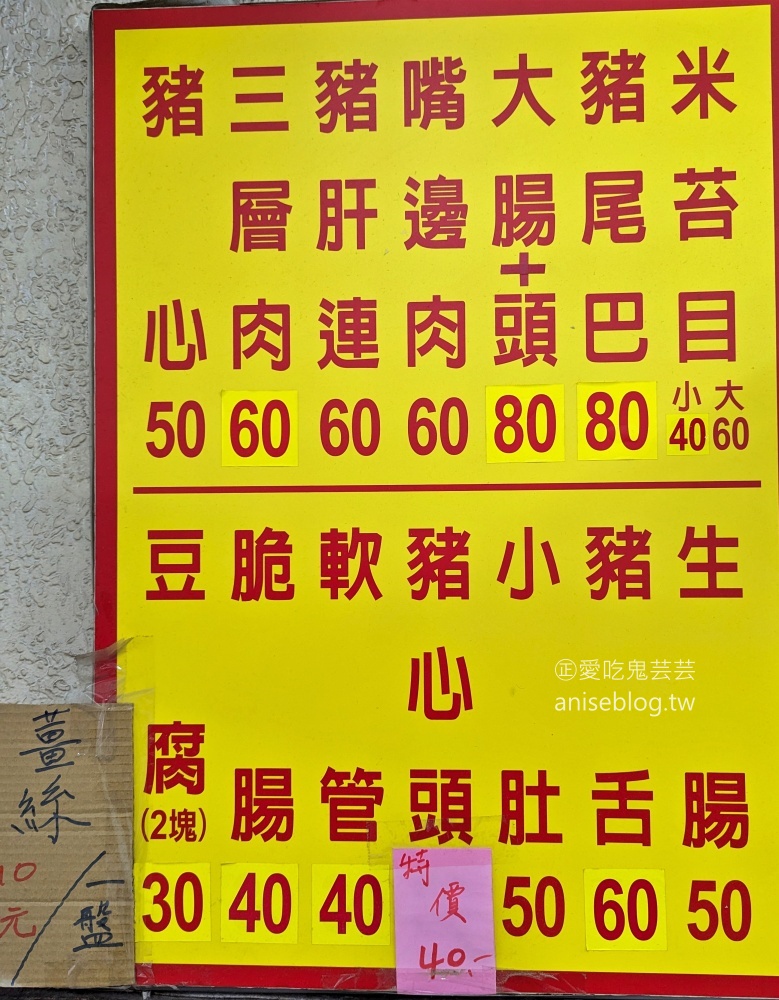 米苔目 小40 大60
豬尾巴 80
大腸+頭 80
嘴邊肉 60
豬肝連 60
三層肉 60
豬心 50
生腸 50
豬舌 60
小肚 50
豬心頭 特價 40.-
軟管 40
脆腸 40
豆腐(2塊) 30
薑絲
10元/一盤
㊣愛吃鬼芸芸
aniseblog.tw